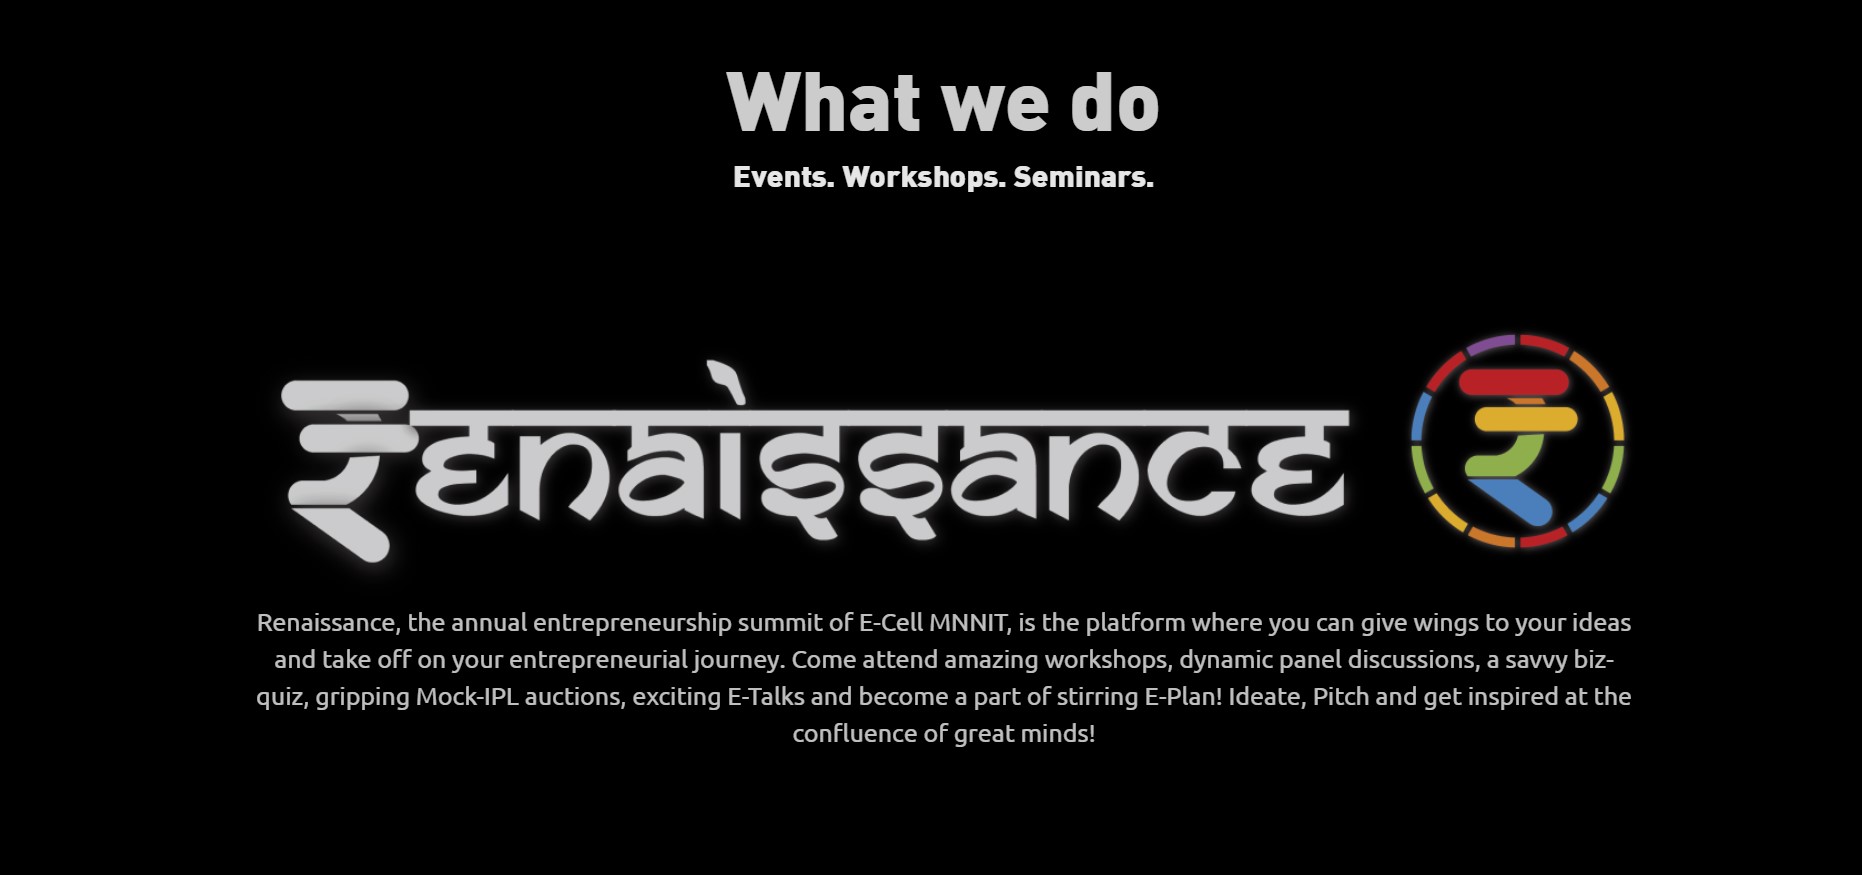 What we do
Events. Workshops. Seminars.
Renaissance
Renaissance, the annual entrepreneurship summit of E-Cell MNNIT, is the platform where you can give wings to your ideas
and take off on your entrepreneurial journey. Come attend amazing workshops, dynamic panel discussions, a savvy biz-
quiz, gripping Mock-IPL auctions, exciting E-Talks and become a part of stirring E-Plan! Ideate, Pitch and get inspired at the
confluence of great minds!